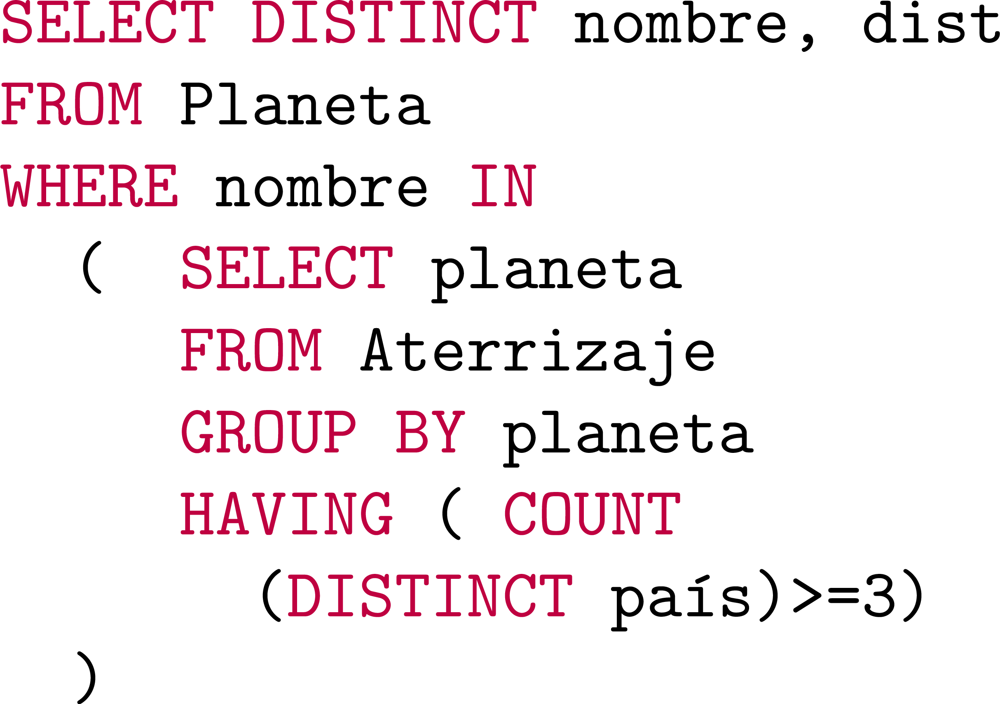 SELECT DISTINCT nombre, dist
FROM Planeta
WHERE nombre IN
( SELECT planeta
FROM Aterrizaje
GROUP BY planeta
HAVING ( COUNT
(DISTINCT país)>=3)
)